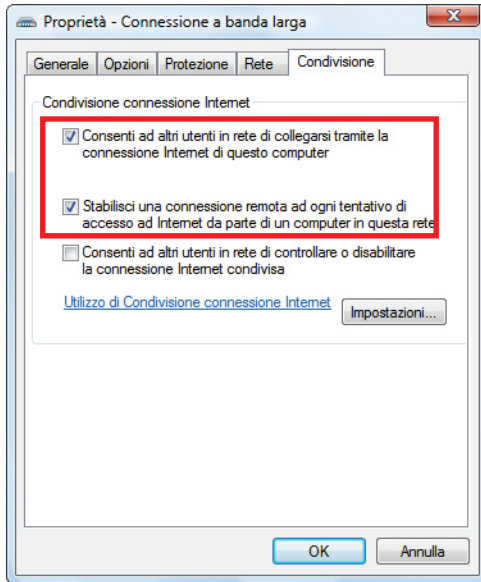 Proprietà - Connessione a banda larga
Generale Opzioni Protezione Rete Condivisione
Condivisione connessione Internet
Consenti ad altri utenti in rete di collegarsi tramite la
connessione Internet di questo computer
Stabilisci una connessione remota ad ogni tentativo di
accesso ad Internet da parte di un computer in questa rete
Consenti ad altri utenti in rete di controllare o disabilitare
la connessione Internet condivisa
Utilizzo di Condivisione connessione Internet
Impostazioni...
OK Annulla